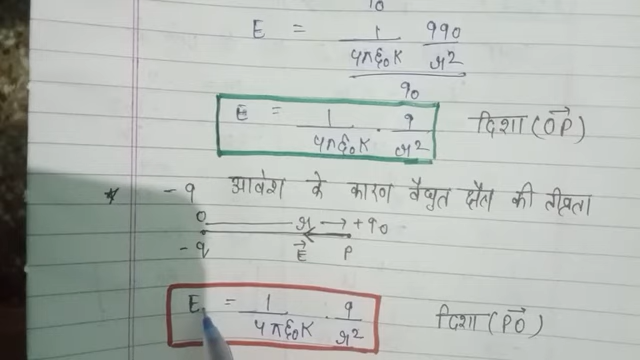 E = 1/4πε₀K qq₀/r² / q₀
E = 1/4πε₀K · q/r² दिशा (OP→)
* -q आवेश के कारण वैधुत क्षेत्र की तीव्रता
O r → +q₀
-q E→ P
E = 1/4πε₀K · q/r² दिशा (PO→)